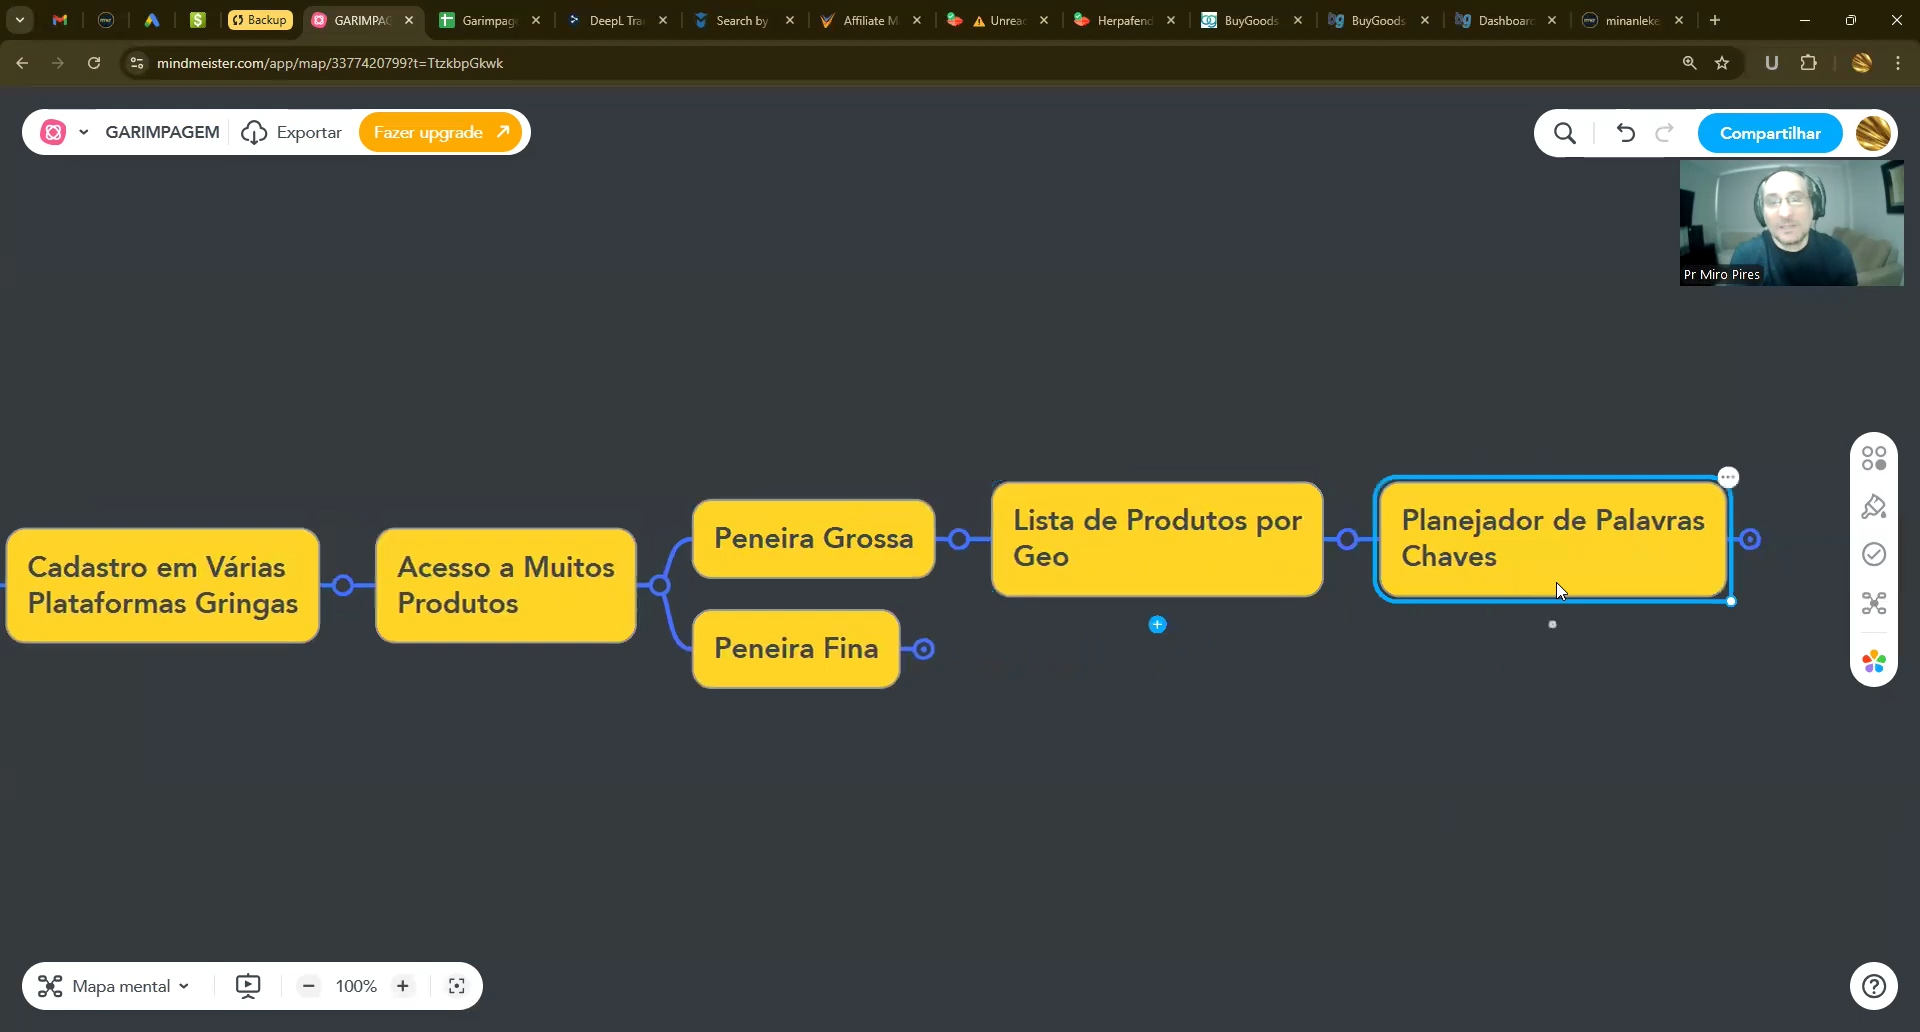 Backup
GARIMPAG
Garimpage
DeepL Tra
Search by
Affiliate M
Unread
Herpafend
BuyGoods
BuyGoods
Dashboard
minanleke
mindmeister.com/app/map/3377420799?t=TtzkbpGkwk
GARIMPAGEM
Exportar
Fazer upgrade
Compartilhar
Pr Miro Pires
Cadastro em Várias
Plataformas Gringas
Acesso a Muitos
Produtos
Peneira Grossa
Peneira Fina
Lista de Produtos por
Geo
Planejador de Palavras
Chaves
Mapa mental
100%